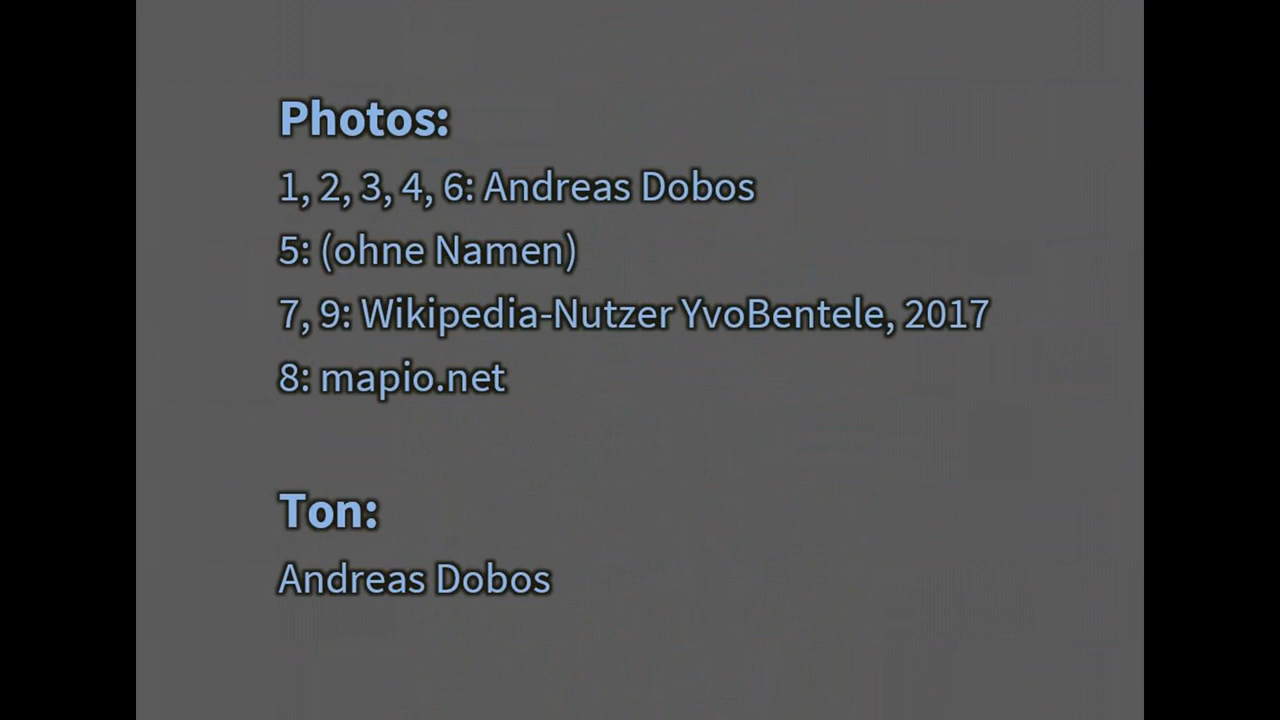 Photos:
1, 2, 3, 4, 6: Andreas Dobos
5: (ohne Namen)
7, 9: Wikipedia-Nutzer YvoBentele, 2017
8: mapio.net
Ton:
Andreas Dobos